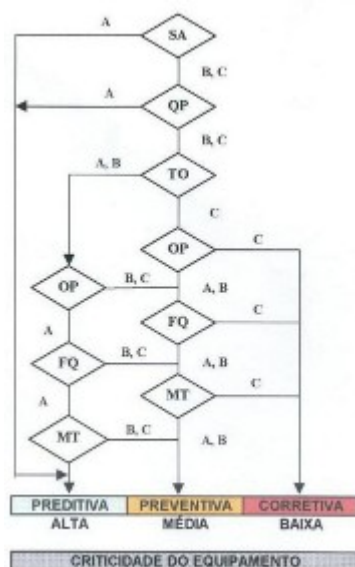 A
SA
B, C
A
QP
B, C
A, B
TO
C
OP
C
OP
B, C
A, B
A
FQ
C
FQ
B, C
A, B
A
MT
C
MT
B, C
A, B
PREDITIVA PREVENTIVA CORRETIVA
ALTA MÉDIA BAIXA
CRITICIDADE DO EQUIPAMENTO